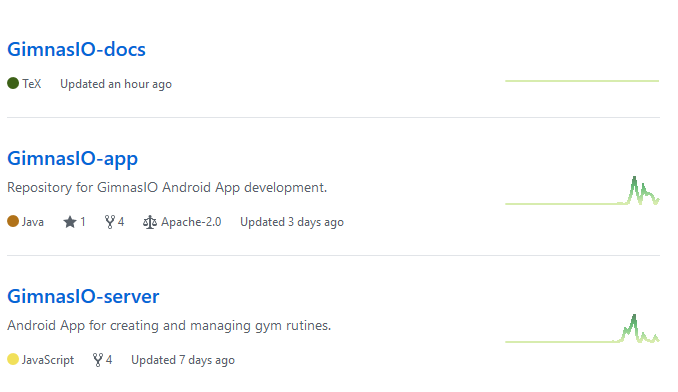 GimnasIO-docs
TeX Updated an hour ago
GimnasIO-app
Repository for GimnasIO Android App development.
Java 1 4 Apache-2.0 Updated 3 days ago
GimnasIO-server
Android App for creating and managing gym rutines.
JavaScript 4 Updated 7 days ago